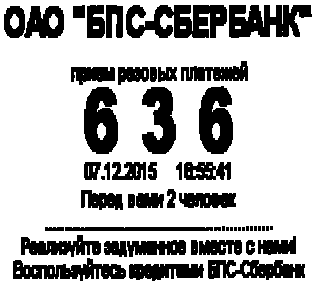 ОАО "БПС-СБЕРБАНК"
прием разовых платежей
6 3 6
07.12.2015 16:55:41
Перед вами 2 человек
Реализуйте задуманное вместе с нами!
Воспользуйтесь кредитами БПС-Сбербанк